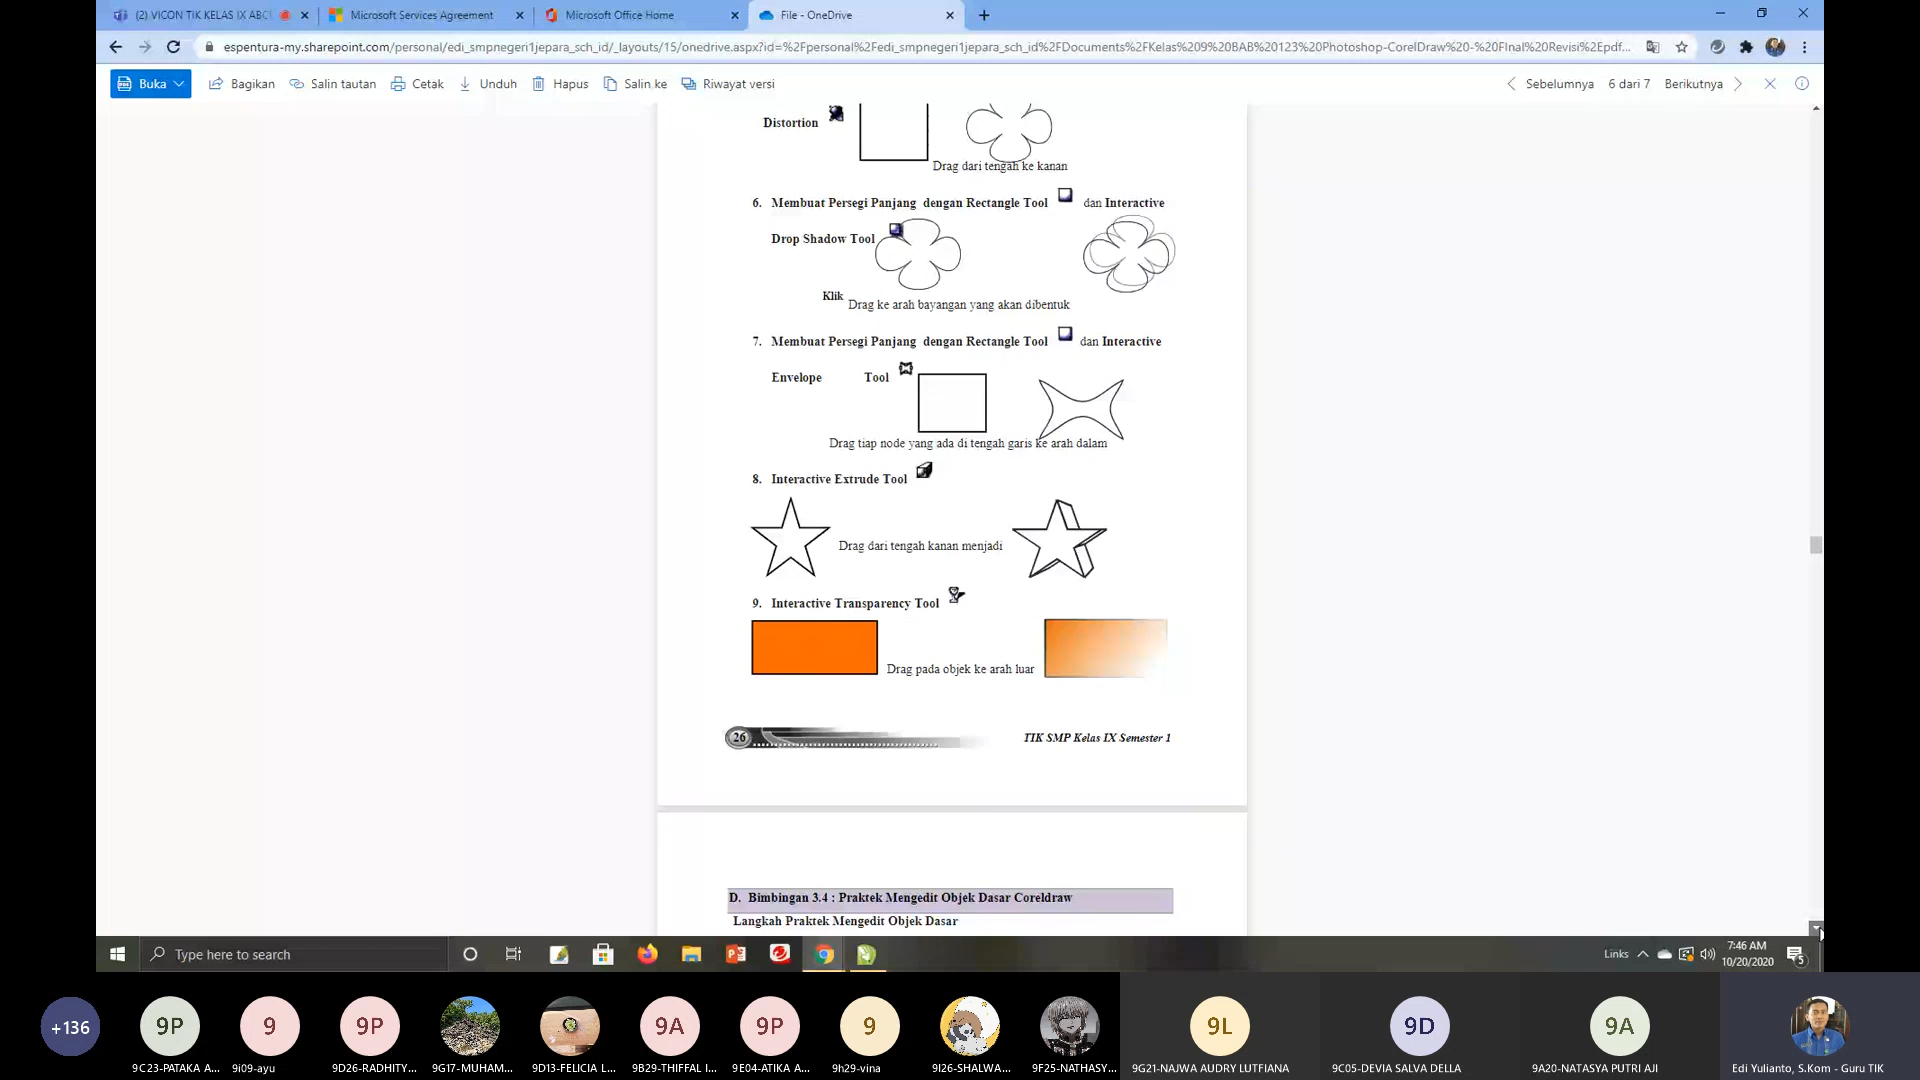 (2) VICON TIK KELAS IX ABC
Microsoft Services Agreement
Microsoft Office Home
File - OneDrive
espentura-my.sharepoint.com/personal/edi_smpnegeri1jepara_sch_id/_layouts/15/onedrive.aspx?id=%2Fpersonal%2Fedi_smpnegeri1jepara_sch_id%2FDocuments%2FKelas%209%20BAB%20123%20Photoshop-CorelDraw%20-%20FInal%20Revisi%2Epdf...
Buka
Bagikan
Salin tautan
Cetak
Unduh
Hapus
Salin ke
Riwayat versi
Sebelumnya
6 dari 7
Berikutnya
Distortion
Drag dari tengah ke kanan
6. Membuat Persegi Panjang dengan Rectangle Tool dan Interactive
Drop Shadow Tool
Klik Drag ke arah bayangan yang akan dibentuk
7. Membuat Persegi Panjang dengan Rectangle Tool dan Interactive
Envelope Tool
Drag tiap node yang ada di tengah garis ke arah dalam
8. Interactive Extrude Tool
Drag dari tengah kanan menjadi
9. Interactive Transparency Tool
Drag pada objek ke arah luar
26
TIK SMP Kelas IX Semester 1
D. Bimbingan 3.4 : Praktek Mengedit Objek Dasar Coreldraw
Langkah Praktek Mengedit Objek Dasar
Type here to search
Links
7:46 AM
10/20/2020
5
+136
9P
9
9P
9A
9P
9
9L
9D
9A
9C23-PATAKA A...
9i09-ayu
9D26-RADHITY...
9G17-MUHAM...
9D13-FELICIA L...
9B29-THIFFAL I...
9E04-ATIKA A...
9h29-vina
9I26-SHALWA...
9F25-NATHASY...
9G21-NAJWA AUDRY LUTFIANA
9C05-DEVIA SALVA DELLA
9A20-NATASYA PUTRI AJI
Edi Yulianto, S.Kom - Guru TIK